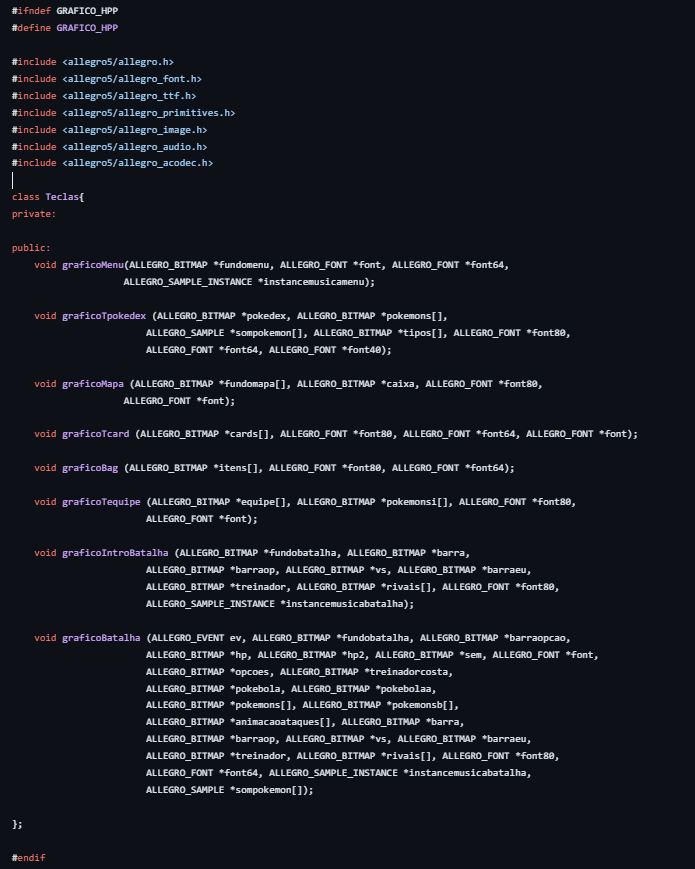 #ifndef GRAFICO_HPP
#define GRAFICO_HPP
#include <allegro5/allegro.h>
#include <allegro5/allegro_font.h>
#include <allegro5/allegro_ttf.h>
#include <allegro5/allegro_primitives.h>
#include <allegro5/allegro_image.h>
#include <allegro5/allegro_audio.h>
#include <allegro5/allegro_acodec.h>
class Teclas{
private:
public:
void graficoMenu(ALLEGRO_BITMAP *fundomenu, ALLEGRO_FONT *font, ALLEGRO_FONT *font64,
ALLEGRO_SAMPLE_INSTANCE *instancemusicamenu);
void graficoTpokedex (ALLEGRO_BITMAP *pokedex, ALLEGRO_BITMAP *pokemons[],
ALLEGRO_SAMPLE *sompokemon[], ALLEGRO_BITMAP *tipos[], ALLEGRO_FONT *font80,
ALLEGRO_FONT *font64, ALLEGRO_FONT *font40);
void graficoMapa (ALLEGRO_BITMAP *fundomapa[], ALLEGRO_BITMAP *caixa, ALLEGRO_FONT *font80,
ALLEGRO_FONT *font);
void graficoTcard (ALLEGRO_BITMAP *cards[], ALLEGRO_FONT *font80, ALLEGRO_FONT *font64, ALLEGRO_FONT *font);
void graficoBag (ALLEGRO_BITMAP *itens[], ALLEGRO_FONT *font80, ALLEGRO_FONT *font64);
void graficoTequipe (ALLEGRO_BITMAP *equipe[], ALLEGRO_BITMAP *pokemonsi[], ALLEGRO_FONT *font80,
ALLEGRO_FONT *font);
void graficoIntroBatalha (ALLEGRO_BITMAP *fundobatalha, ALLEGRO_BITMAP *barra,
ALLEGRO_BITMAP *barraop, ALLEGRO_BITMAP *vs, ALLEGRO_BITMAP *barraeu,
ALLEGRO_BITMAP *treinador, ALLEGRO_BITMAP *rivais[], ALLEGRO_FONT *font80,
ALLEGRO_SAMPLE_INSTANCE *instancemusicabatalha);
void graficoBatalha (ALLEGRO_EVENT ev, ALLEGRO_BITMAP *fundobatalha, ALLEGRO_BITMAP *barraopcao,
ALLEGRO_BITMAP *hp, ALLEGRO_BITMAP *hp2, ALLEGRO_BITMAP *sem, ALLEGRO_FONT *font,
ALLEGRO_BITMAP *opcoes, ALLEGRO_BITMAP *treinadorcosta,
ALLEGRO_BITMAP *pokebola, ALLEGRO_BITMAP *pokebolaa,
ALLEGRO_BITMAP *pokemons[], ALLEGRO_BITMAP *pokemonsb[],
ALLEGRO_BITMAP *animacaoataques[], ALLEGRO_BITMAP *barra,
ALLEGRO_BITMAP *barraop, ALLEGRO_BITMAP *vs, ALLEGRO_BITMAP *barraeu,
ALLEGRO_BITMAP *treinador, ALLEGRO_BITMAP *rivais[], ALLEGRO_FONT *font80,
ALLEGRO_FONT *font64, ALLEGRO_SAMPLE_INSTANCE *instancemusicabatalha,
ALLEGRO_SAMPLE *sompokemon[]);
};
#endif